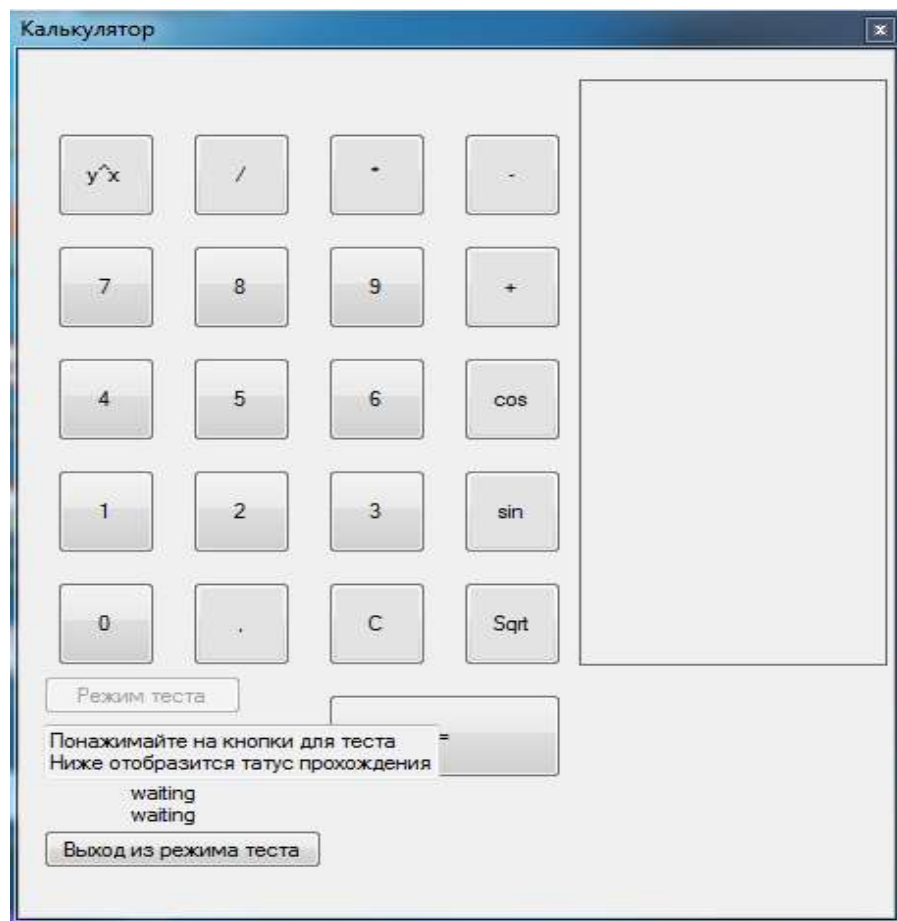 Калькулятор
y^x / * -
7 8 9 +
4 5 6 cos
1 2 3 sin
0 , C Sqrt
Режим теста
=
Понажимайте на кнопки для теста
Ниже отобразится татус прохождения
waiting
waiting
Выход из режима теста